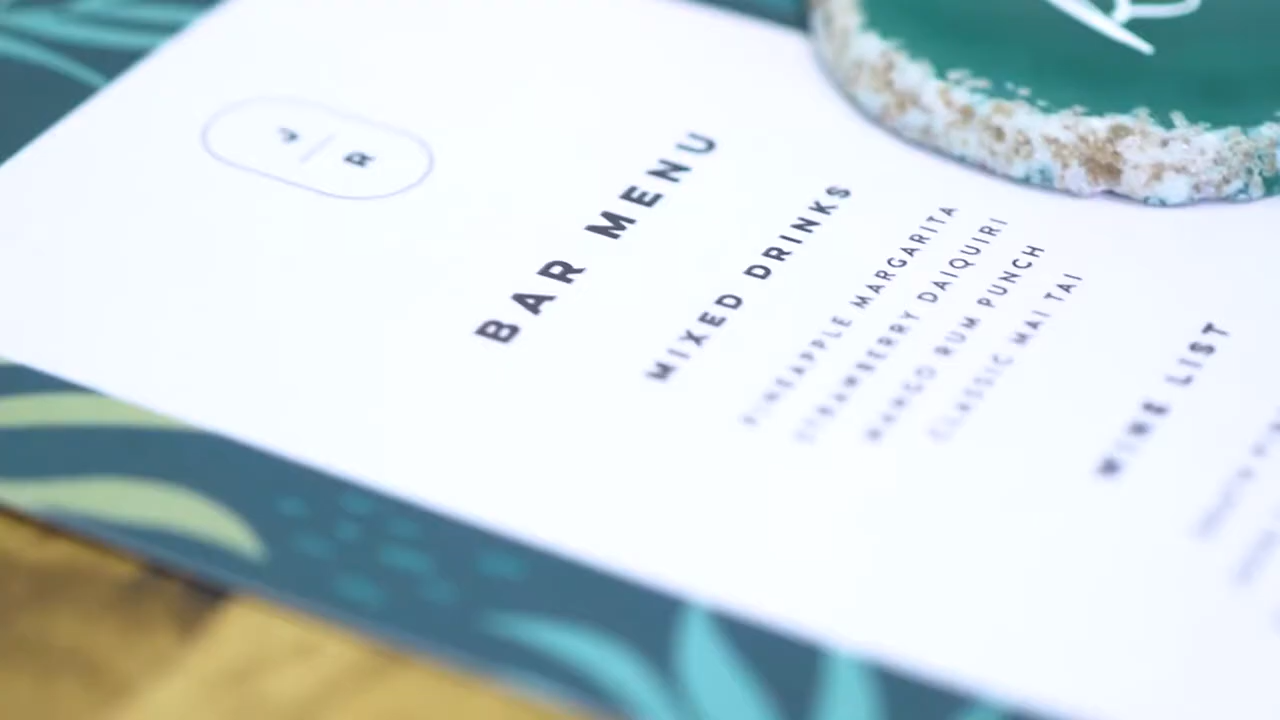 J
R
BAR MENU
MIXED DRINKS
PINEAPPLE MARGARITA
STRAWBERRY DAIQUIRI
MANGO RUM PUNCH
CLASSIC MAI TAI
WINE LIST